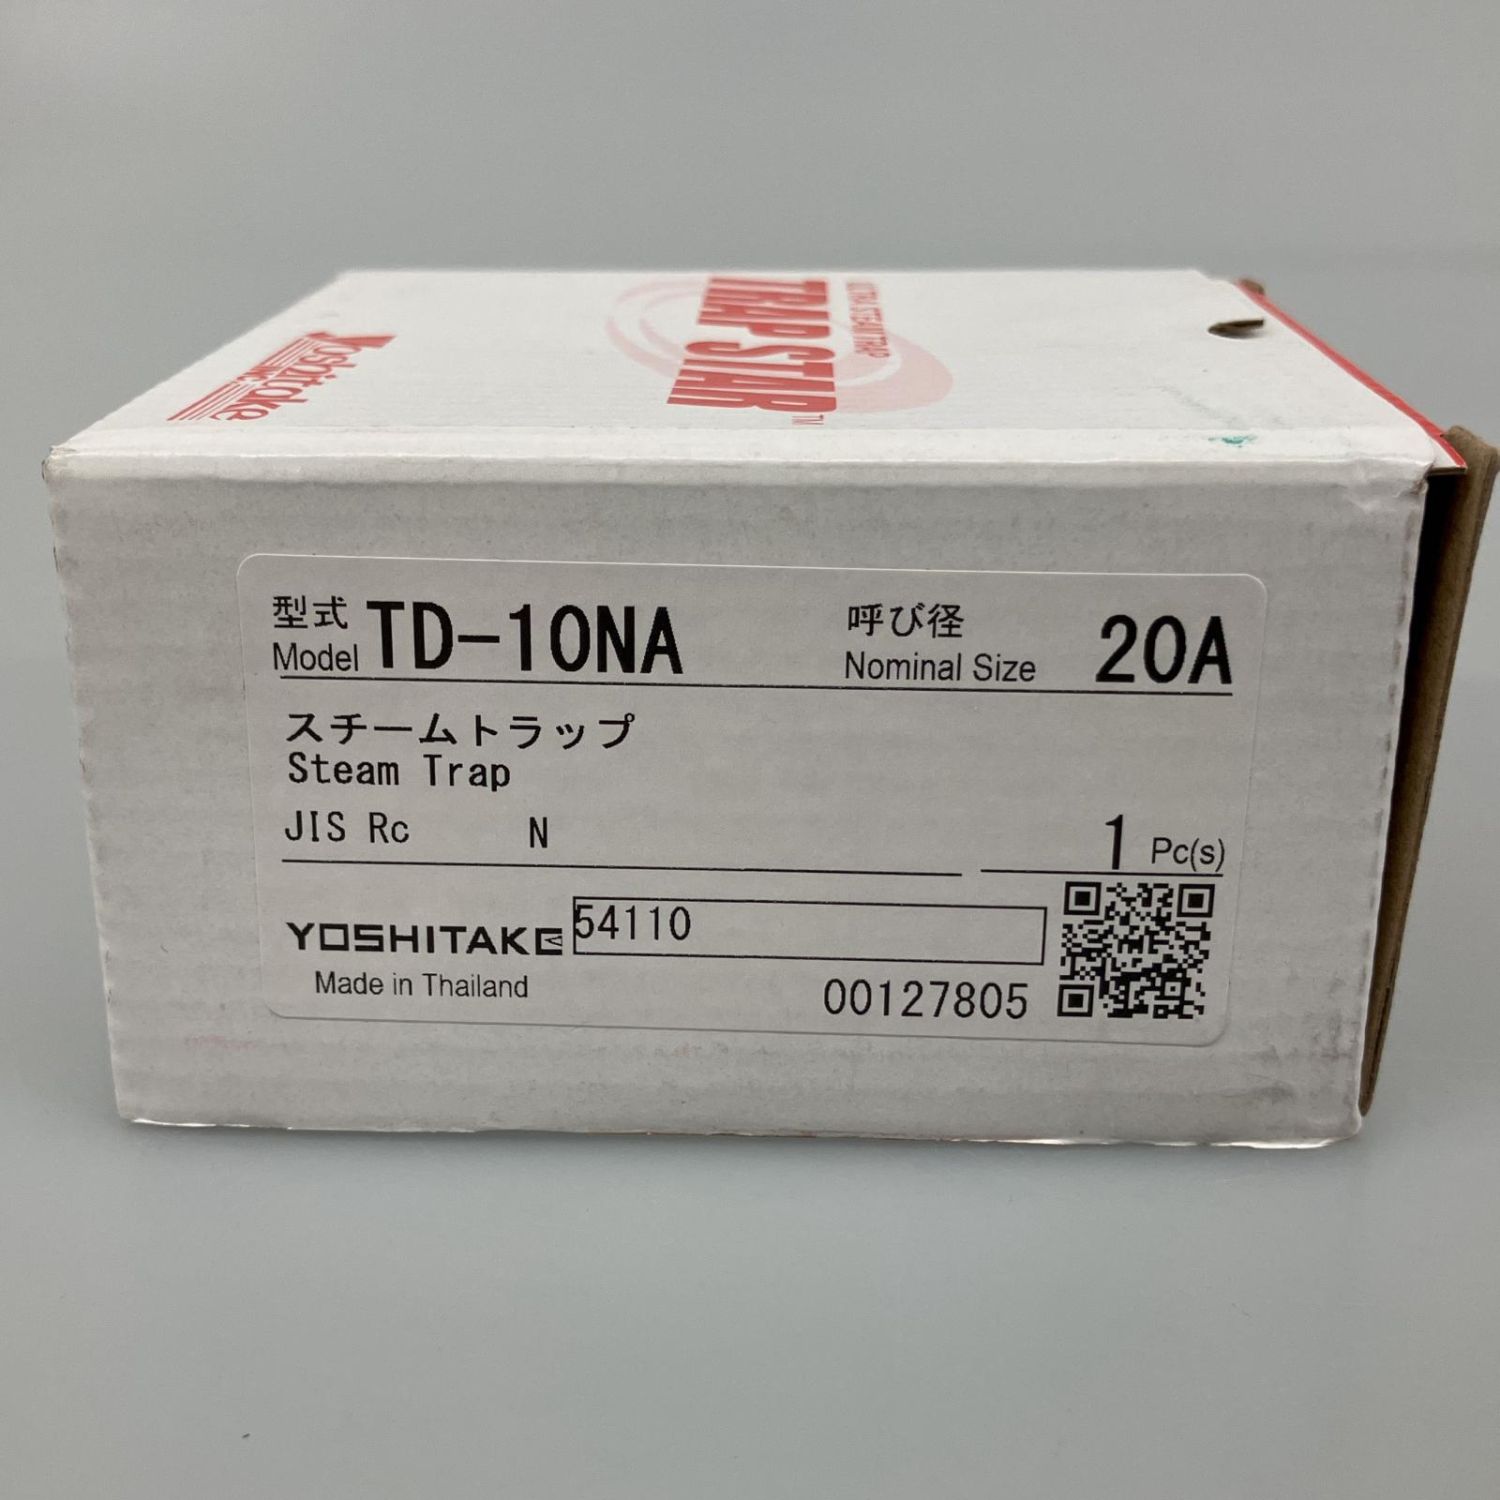 Yoshitake
TRAP STAR™
型式 Model TD-10NA
呼び径 Nominal Size 20A
スチームトラップ
Steam Trap
JIS Rc N
1 Pc(s)
YOSHITAKE 54110
Made in Thailand
00127805